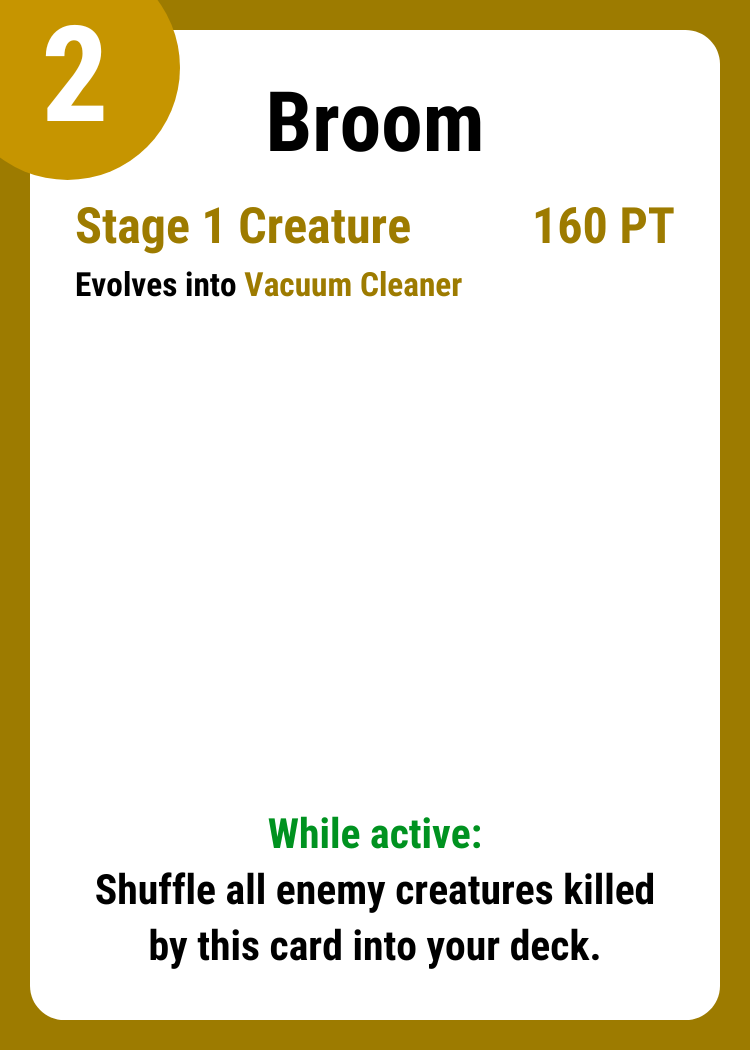 2
Broom
Stage 1 Creature 160 PT
Evolves into Vacuum Cleaner
While active:
Shuffle all enemy creatures killed
by this card into your deck.